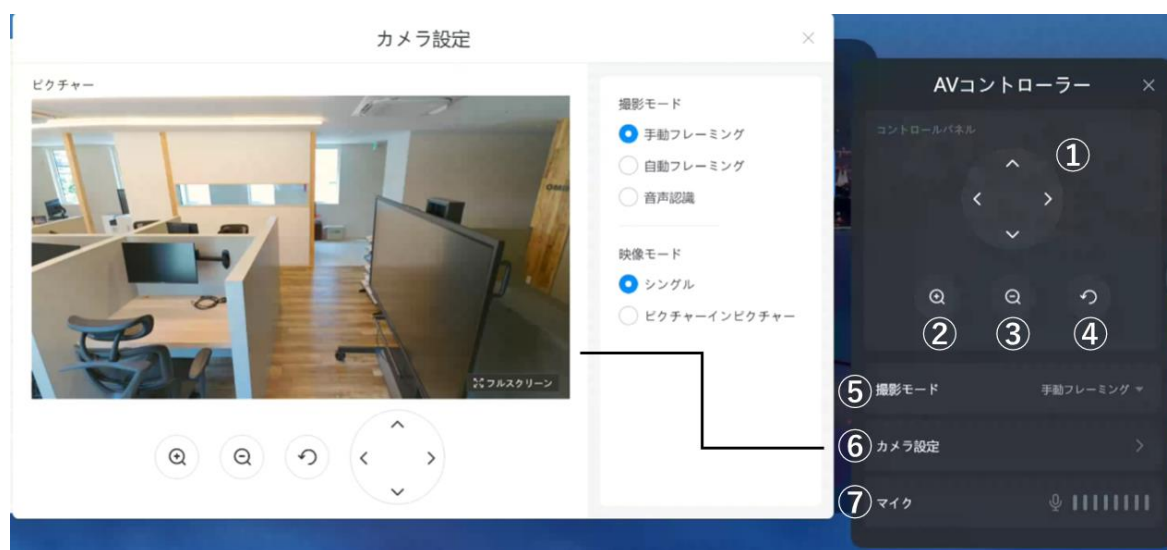 カメラ設定
ピクチャー
フルスクリーン
撮影モード
手動フレーミング
自動フレーミング
音声認識
映像モード
シングル
ピクチャーインピクチャー
AVコントローラー
コントロールパネル
①
②
③
④
⑤ 撮影モード 手動フレーミング
⑥ カメラ設定
⑦ マイク